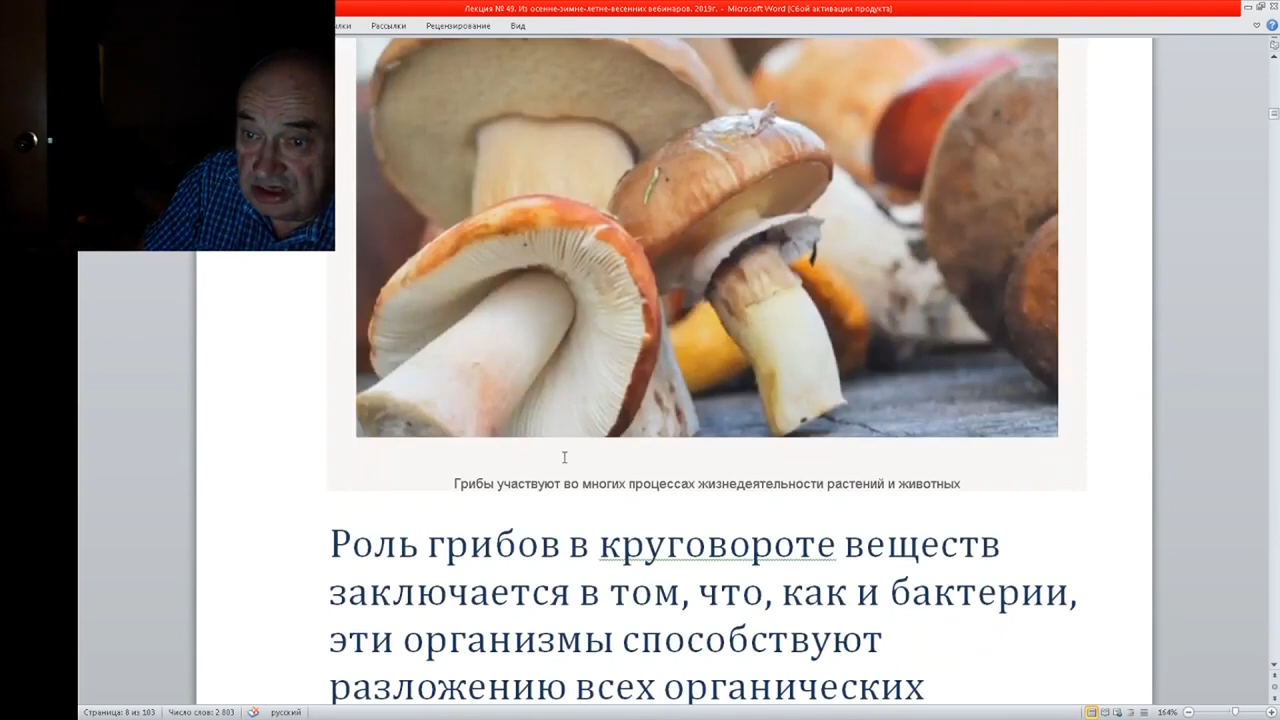 Лекция № 49. Из осенне-зимне-летне-весенних вебинаров. 2019г. - Microsoft Word (Сбой активации продукта)
Рассылки Рецензирование Вид
Грибы участвуют во многих процессах жизнедеятельности растений и животных
Роль грибов в круговороте веществ
заключается в том, что, как и бактерии,
эти организмы способствуют
разложению всех органических
Страница: 8 из 103 Число слов: 2 883 русский 164%